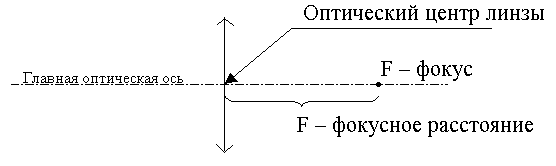 Оптический центр линзы
Главная оптическая ось
F – фокус
F – фокусное расстояние